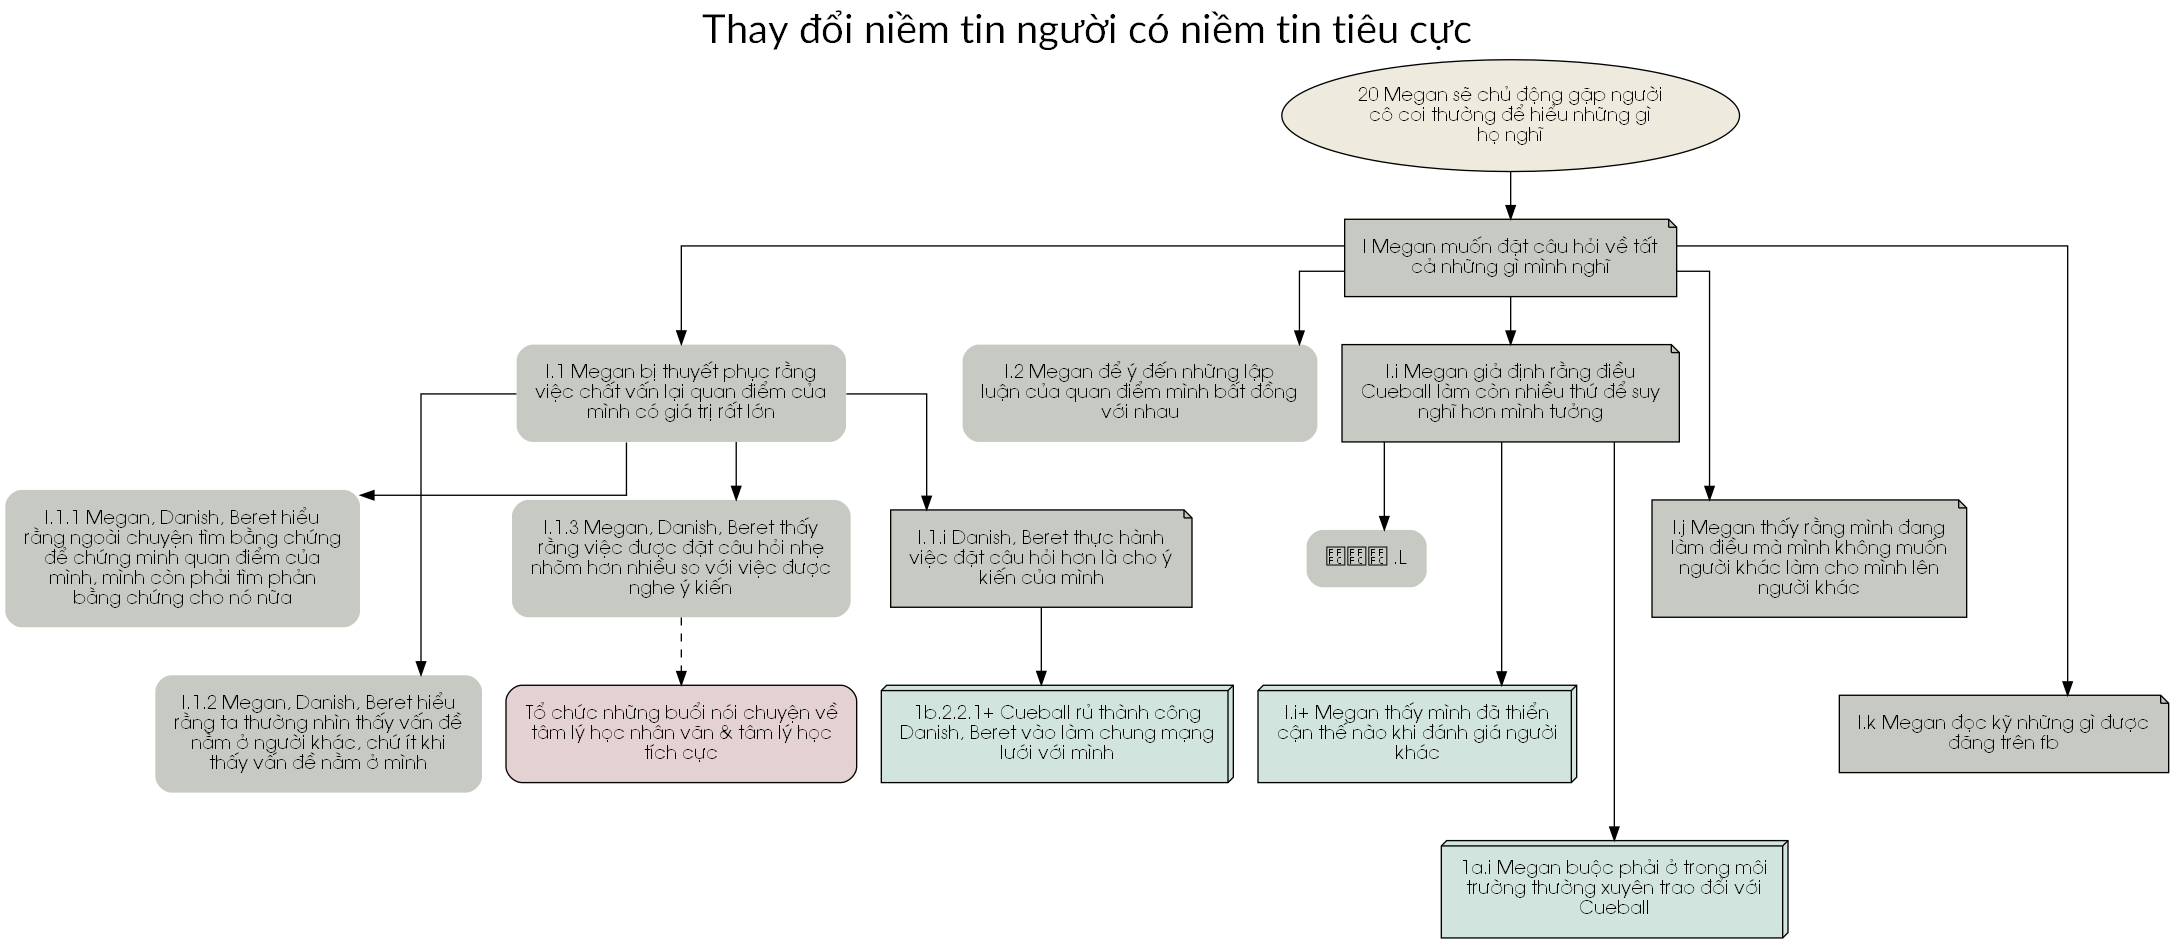 Thay đổi niềm tin người có niềm tin tiêu cực
20 Megan sẽ chủ động gặp người
cô coi thường để hiểu những gì
họ nghĩ
I Megan muốn đặt câu hỏi về tất
cả những gì mình nghĩ
I.1 Megan bị thuyết phục rằng
việc chất vấn lại quan điểm của
mình có giá trị rất lớn
I.2 Megan để ý đến những lập
luận của quan điểm mình bất đồng
với nhau
I.i Megan giả định rằng điều
Cueball làm còn nhiều thứ để suy
nghĩ hơn mình tưởng
I.1.1 Megan, Danish, Beret hiểu
rằng ngoài chuyện tìm bằng chứng
để chứng minh quan điểm của
mình, mình còn phải tìm phản
bằng chứng cho nó nữa
I.1.3 Megan, Danish, Beret thấy
rằng việc được đặt câu hỏi nhẹ
nhõm hơn nhiều so với việc được
nghe ý kiến
I.1.i Danish, Beret thực hành
việc đặt câu hỏi hơn là cho ý
kiến của mình
.L
I.j Megan thấy rằng mình đang
làm điều mà mình không muốn
người khác làm cho mình lên
người khác
I.1.2 Megan, Danish, Beret hiểu
rằng ta thường nhìn thấy vấn đề
nằm ở người khác, chứ ít khi
thấy vấn đề nằm ở mình
Tổ chức những buổi nói chuyện về
tâm lý học nhân văn & tâm lý học
tích cực
1b.2.2.1+ Cueball rủ thành công
Danish, Beret vào làm chung mạng
lưới với mình
I.i+ Megan thấy mình đã thiển
cận thế nào khi đánh giá người
khác
I.k Megan đọc kỹ những gì được
đăng trên fb
1a.i Megan buộc phải ở trong môi
trường thường xuyên trao đổi với
Cueball